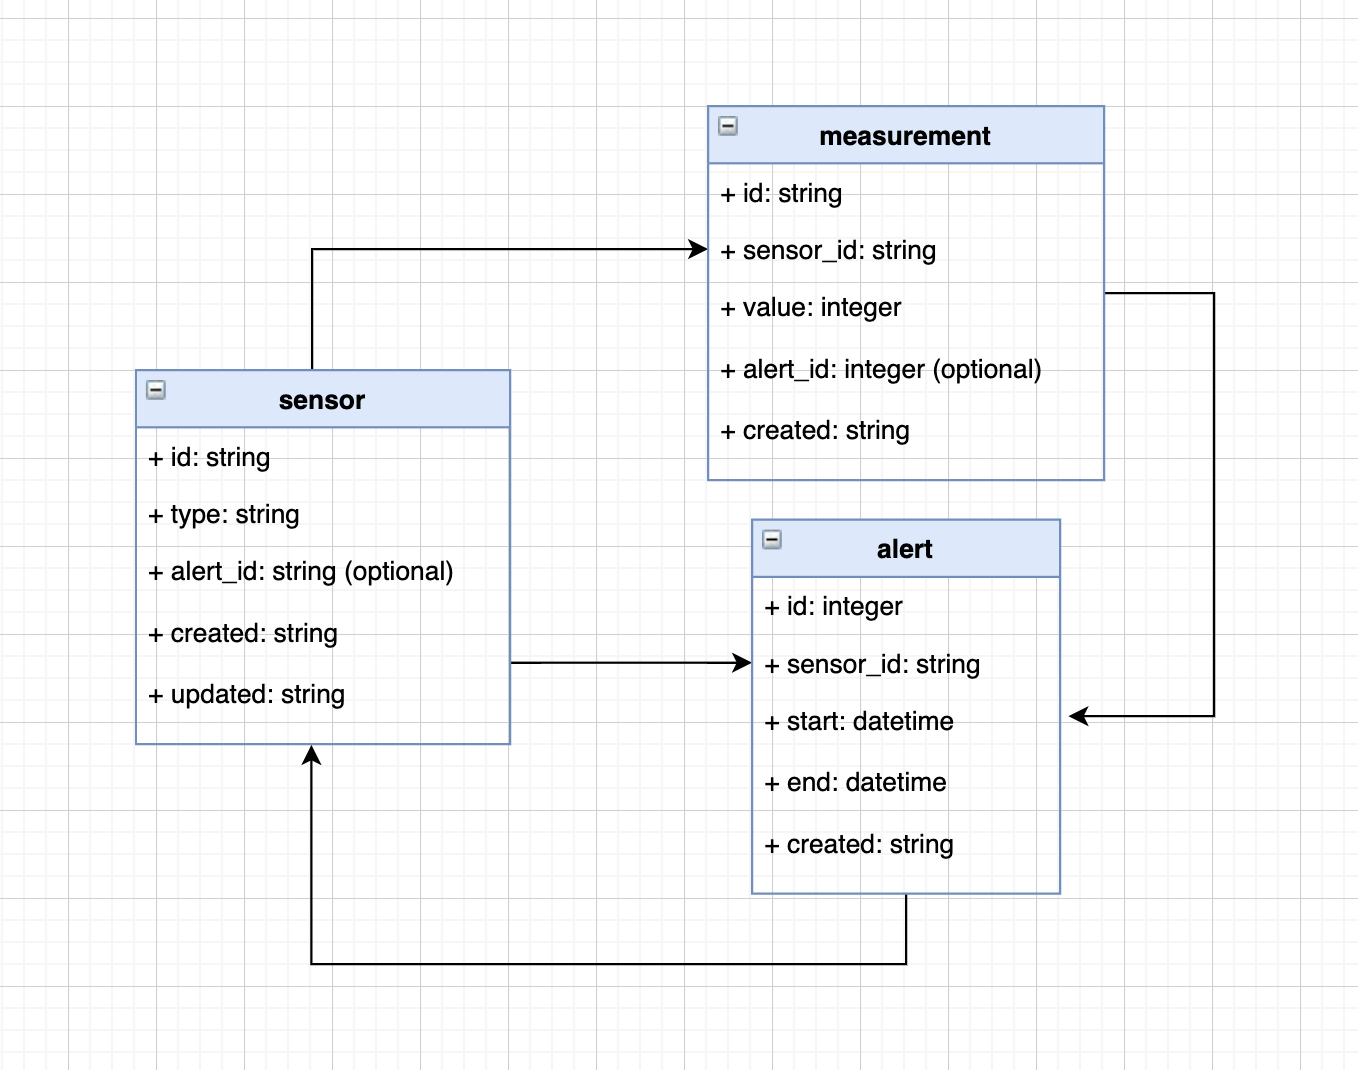 measurement
+ id: string
+ sensor_id: string
+ value: integer
+ alert_id: integer (optional)
+ created: string
sensor
+ id: string
+ type: string
+ alert_id: string (optional)
+ created: string
+ updated: string
alert
+ id: integer
+ sensor_id: string
+ start: datetime
+ end: datetime
+ created: string